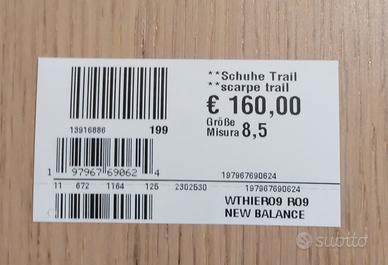 **Schuhe Trail
**scarpe trail
€ 160,00
Größe
Misura 8,5
13916886 199
1 97967 69062 4
197967690624
11 672 1164 125 2302530 197967690624
WTHIER09 R09
NEW BALANCE
subito